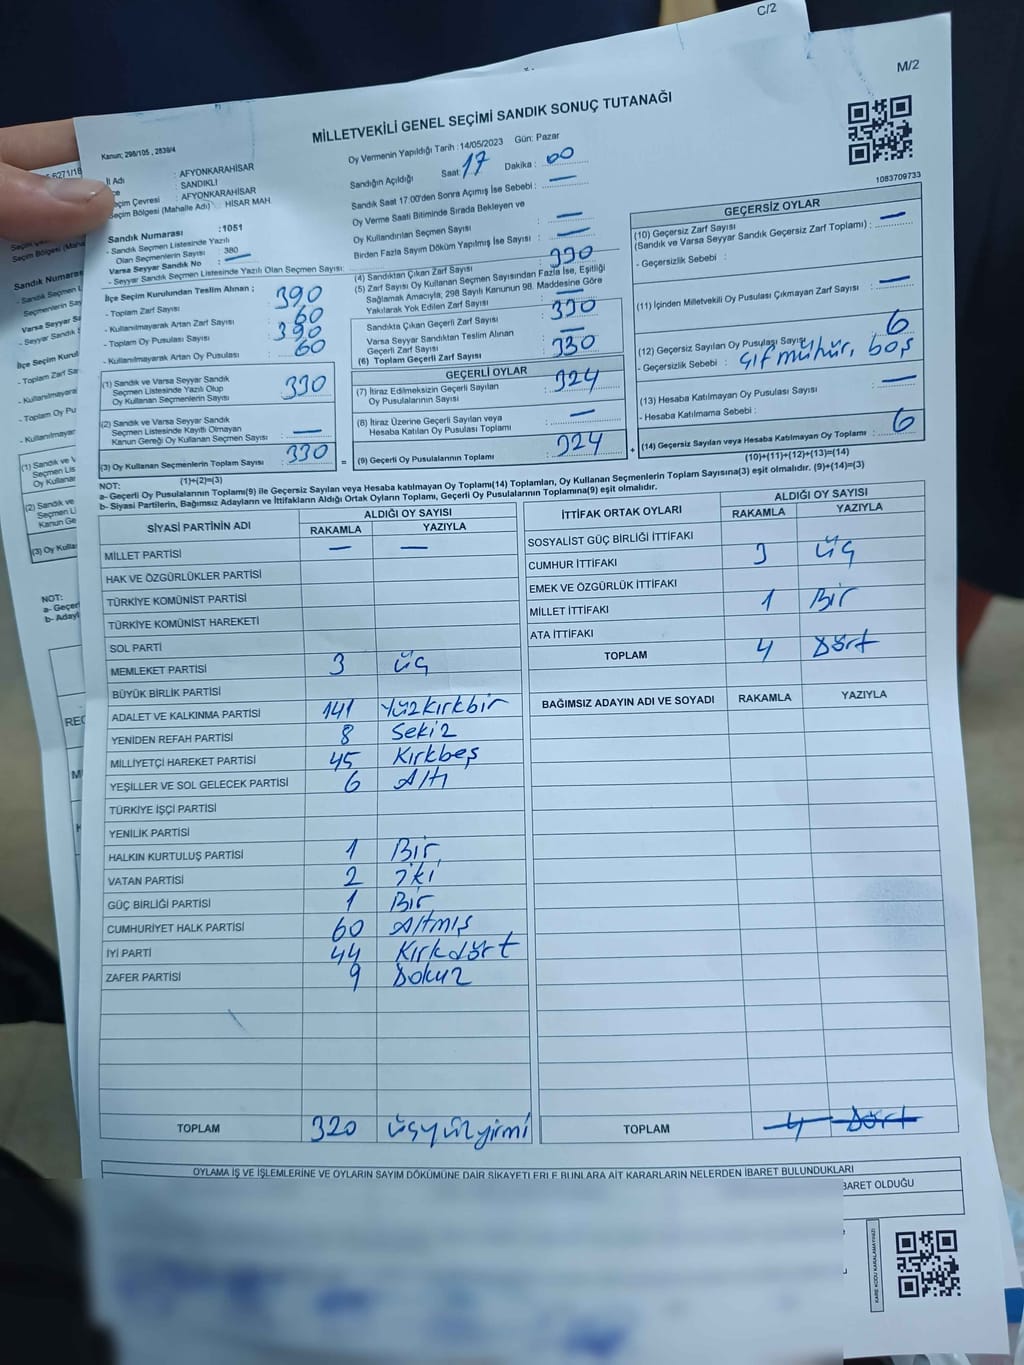 C/2
M/2
MİLLETVEKİLİ GENEL SEÇİMİ SANDIK SONUÇ TUTANAĞI
Kanun; 298/105 , 2839/4
Oy Vermenin Yapıldığı Tarih : 14/05/2023 Gün: Pazar
1083709733
İl Adı : AFYONKARAHİSAR
: SANDIKLI
Seçim Çevresi : AFYONKARAHİSAR
Seçim Bölgesi (Mahalle Adı) : HİSAR MAH
Sandık Numarası :1051
- Sandık Seçmen Listesinde Yazılı
Olan Seçmenlerin Sayısı : 380
Varsa Seyyar Sandık No : —
- Seyyar Sandık Seçmen Listesinde Yazılı Olan Seçmen Sayısı:
İlçe Seçim Kurulundan Teslim Alınan ;
- Toplam Zarf Sayısı : 390
- Kullanılmayarak Artan Zarf Sayısı : 60
- Toplam Oy Pusulası Sayısı : 390
- Kullanılmayarak Artan Oy Pusulası : 60
(1) Sandık ve Varsa Seyyar Sandık
Seçmen Listesinde Yazılı Olup
Oy Kullanan Seçmenlerin Sayısı : 330
(2) Sandık ve Varsa Seyyar Sandık
Seçmen Listesinde Kayıtlı Olmayan
Kanun Gereği Oy Kullanan Seçmen Sayısı : —
(3) Oy Kullanan Seçmenlerin Toplam Sayısı : 330
(1)+(2)=(3)
Sandığın Açıldığı Saat: 17 Dakika : 00
Sandık Saat 17.00'den Sonra Açımış İse Sebebi : —
Oy Verme Saati Bitiminde Sırada Bekleyen ve
Oy Kullandırılan Seçmen Sayısı : —
Birden Fazla Sayım Döküm Yapılmış İse Sayısı : —
(4) Sandıktan Çıkan Zarf Sayısı : 330
(5) Zarf Sayısı Oy Kullanan Seçmen Sayısından Fazla İse, Eşitliği
Sağlamak Amacıyla; 298 Sayılı Kanunun 98. Maddesine Göre
Yakılarak Yok Edilen Zarf Sayısı : —
Sandıkta Çıkan Geçerli Zarf Sayısı : 330
Varsa Seyyar Sandıktan Teslim Alınan
Geçerli Zarf Sayısı : —
(6) Toplam Geçerli Zarf Sayısı : 330
GEÇERLİ OYLAR
(7) İtiraz Edilmeksizin Geçerli Sayılan
Oy Pusulalarının Sayısı : 324
(8) İtiraz Üzerine Geçerli Sayılan veya
Hesaba Katılan Oy Pusulası Toplamı : —
= (9) Geçerli Oy Pusulalarının Toplamı : 324 +
GEÇERSİZ OYLAR
(10) Geçersiz Zarf Sayısı
(Sandık ve Varsa Seyyar Sandık Geçersiz Zarf Toplamı) : —
- Geçersizlik Sebebi :
(11) İçinden Milletvekili Oy Pusulası Çıkmayan Zarf Sayısı : —
(12) Geçersiz Sayılan Oy Pusulası Sayısı : 6
- Geçersizlik Sebebi : çift mühür, boş
(13) Hesaba Katılmayan Oy Pusulası Sayısı : —
- Hesaba Katılmama Sebebi :
(14) Geçersiz Sayılan veya Hesaba Katılmayan Oy Toplamı : 6
(10)+(11)+(12)+(13)=(14)
NOT:
a- Geçerli Oy Pusulalarının Toplamı(9) ile Geçersiz Sayılan veya Hesaba katılmayan Oy Toplamı(14) Toplamları, Oy Kullanan Seçmenlerin Toplam Sayısına(3) eşit olmalıdır. (9)+(14)=(3)
b- Siyasi Partilerin, Bağımsız Adayların ve İttifakların Aldığı Ortak Oyların Toplamı, Geçerli Oy Pusulalarının Toplamına(9) eşit olmalıdır.
SİYASİ PARTİNİN ADI ALDIĞI OY SAYISI
RAKAMLA YAZIYLA
MİLLET PARTİSİ — —
HAK VE ÖZGÜRLÜKLER PARTİSİ
TÜRKİYE KOMÜNİST PARTİSİ
TÜRKİYE KOMÜNİST HAREKETİ
SOL PARTİ
MEMLEKET PARTİSİ 3 üç
BÜYÜK BİRLİK PARTİSİ
ADALET VE KALKINMA PARTİSİ 141 Yüzkırkbir
YENİDEN REFAH PARTİSİ 8 Sekiz
MİLLİYETÇİ HAREKET PARTİSİ 45 Kırkbeş
YEŞİLLER VE SOL GELECEK PARTİSİ 6 Altı
TÜRKİYE İŞÇİ PARTİSİ
YENİLİK PARTİSİ
HALKIN KURTULUŞ PARTİSİ 1 Bir
VATAN PARTİSİ 2 iki
GÜÇ BİRLİĞİ PARTİSİ 1 Bir
CUMHURİYET HALK PARTİSİ 60 Altmış
İYİ PARTİ 44 Kırkdört
ZAFER PARTİSİ 9 Dokuz
TOPLAM 320 üçyüzyirmi
İTTİFAK ORTAK OYLARI ALDIĞI OY SAYISI
RAKAMLA YAZIYLA
SOSYALİST GÜÇ BİRLİĞİ İTTİFAKI
CUMHUR İTTİFAKI 3 üç
EMEK VE ÖZGÜRLÜK İTTİFAKI
MİLLET İTTİFAKI 1 Bir
ATA İTTİFAKI
TOPLAM 4 Dört
BAĞIMSIZ ADAYIN ADI VE SOYADI RAKAMLA YAZIYLA
TOPLAM 4 Dört
OYLAMA İŞ VE İŞLEMLERİNE VE OYLARIN SAYIM DÖKÜMÜNE DAİR ŞİKAYETLERLE BUNLARA AİT KARARLARIN NELERDEN İBARET BULUNDUKLARI
BARET OLDUĞU